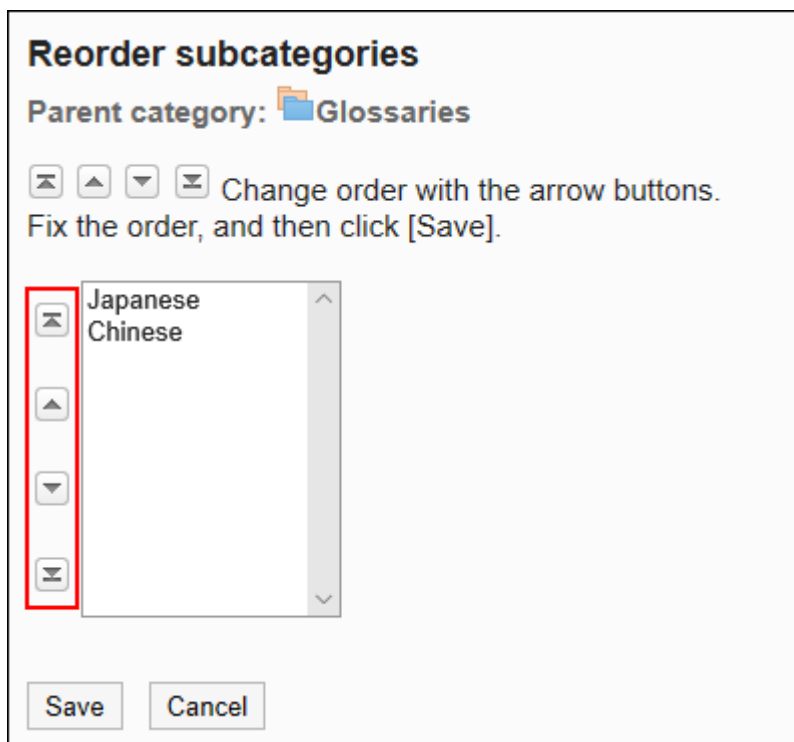 Reorder subcategories
Parent category: Glossaries
Change order with the arrow buttons.
Fix the order, and then click [Save].
Japanese
Chinese
Save Cancel